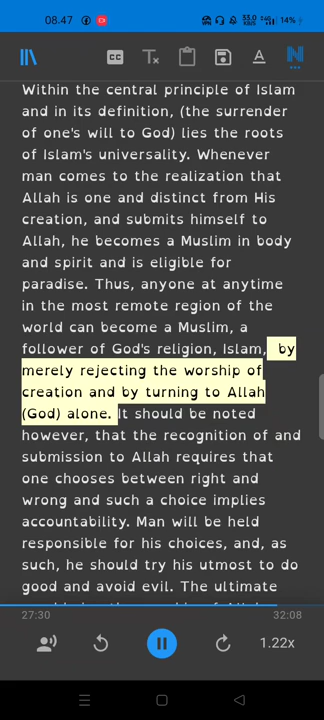 08.47
33.0
14%
CC
Within the central principle of Islam
and in its definition, (the surrender
of one's will to God) lies the roots
of Islam's universality. Whenever
man comes to the realization that
Allah is one and distinct from His
creation, and submits himself to
Allah, he becomes a Muslim in body
and spirit and is eligible for
paradise. Thus, anyone at anytime
in the most remote region of the
world can become a Muslim, a
follower of God's religion, Islam, by
merely rejecting the worship of
creation and by turning to Allah
(God) alone. It should be noted
however, that the recognition of and
submission to Allah requires that
one chooses between right and
wrong and such a choice implies
accountability. Man will be held
responsible for his choices, and, as
such, he should try his utmost to do
good and avoid evil. The ultimate
27:30 32:08
1.22x